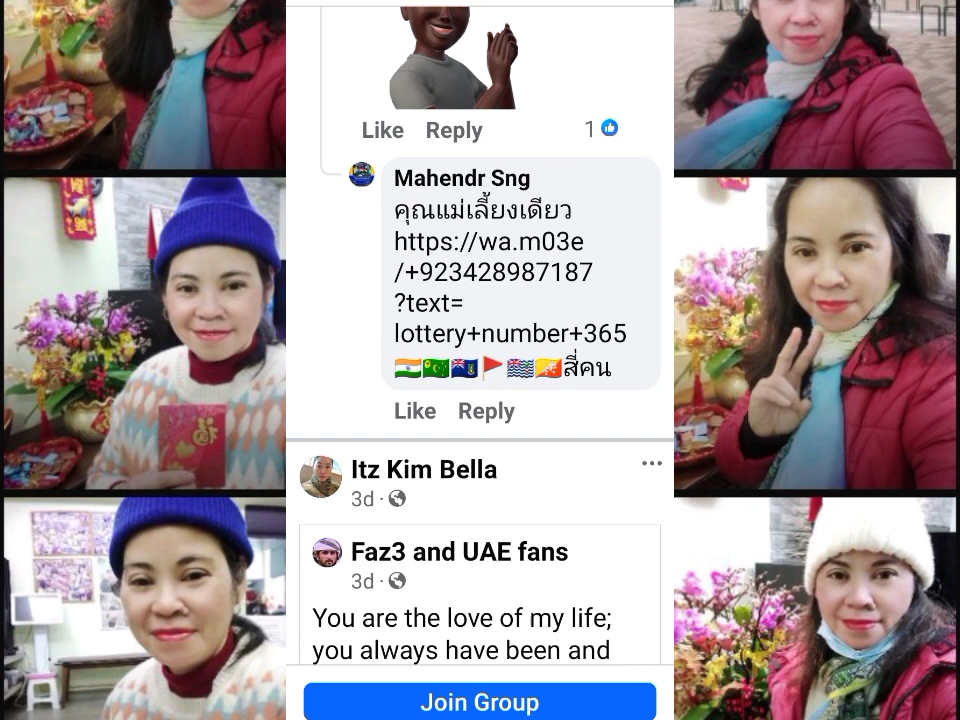 Like Reply 1
Mahendr Sng
คุณแม่เลี้ยงเดียว
https://wa.m03e
/+923428987187
?text=
lottery+number+365
สี่คน
Like Reply
Itz Kim Bella
3d ·
Faz3 and UAE fans
3d ·
You are the love of my life;
you always have been and
Join Group